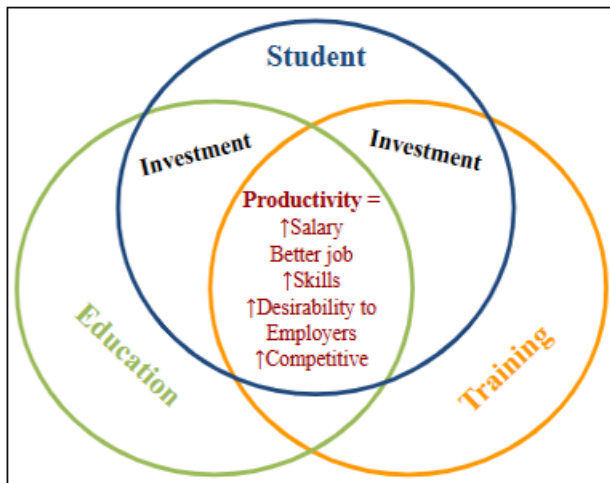 Student
Investment
Investment
Productivity =
↑Salary
Better job
↑Skills
↑Desirability to
Employers
↑Competitive
Education
Training